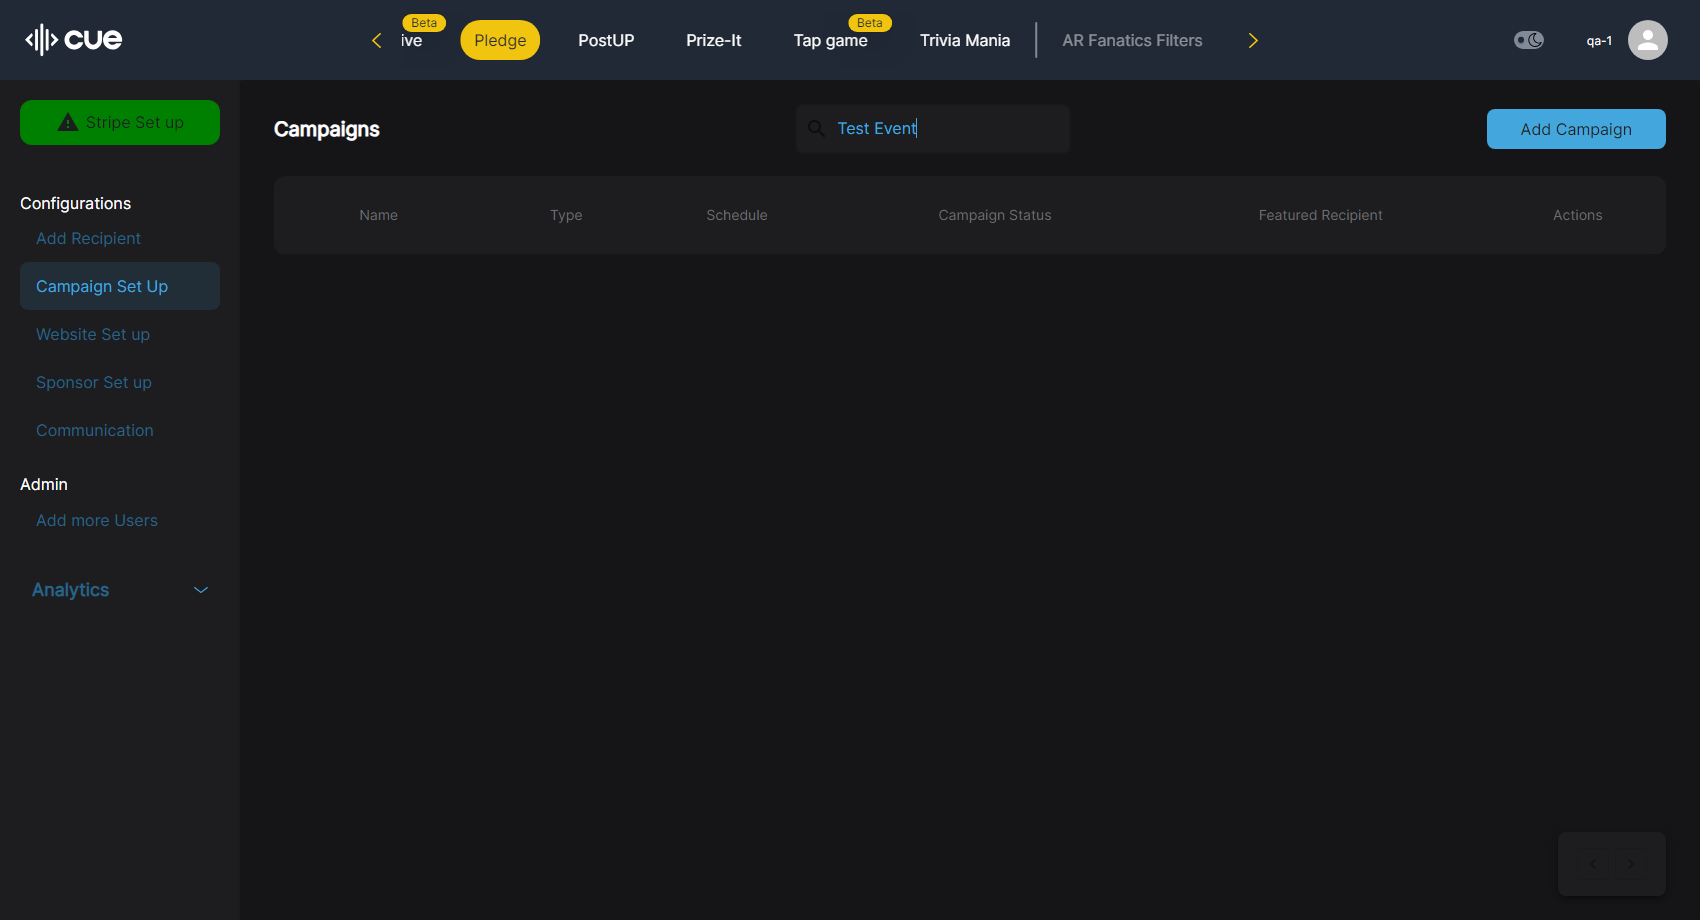 cue
Beta
ive
Pledge
PostUP
Prize-It
Beta
Tap game
Trivia Mania
AR Fanatics Filters
qa-1
Stripe Set up
Campaigns
Test Event
Add Campaign
Configurations
Add Recipient
Campaign Set Up
Website Set up
Sponsor Set up
Communication
Admin
Add more Users
Analytics
Name Type Schedule Campaign Status Featured Recipient Actions